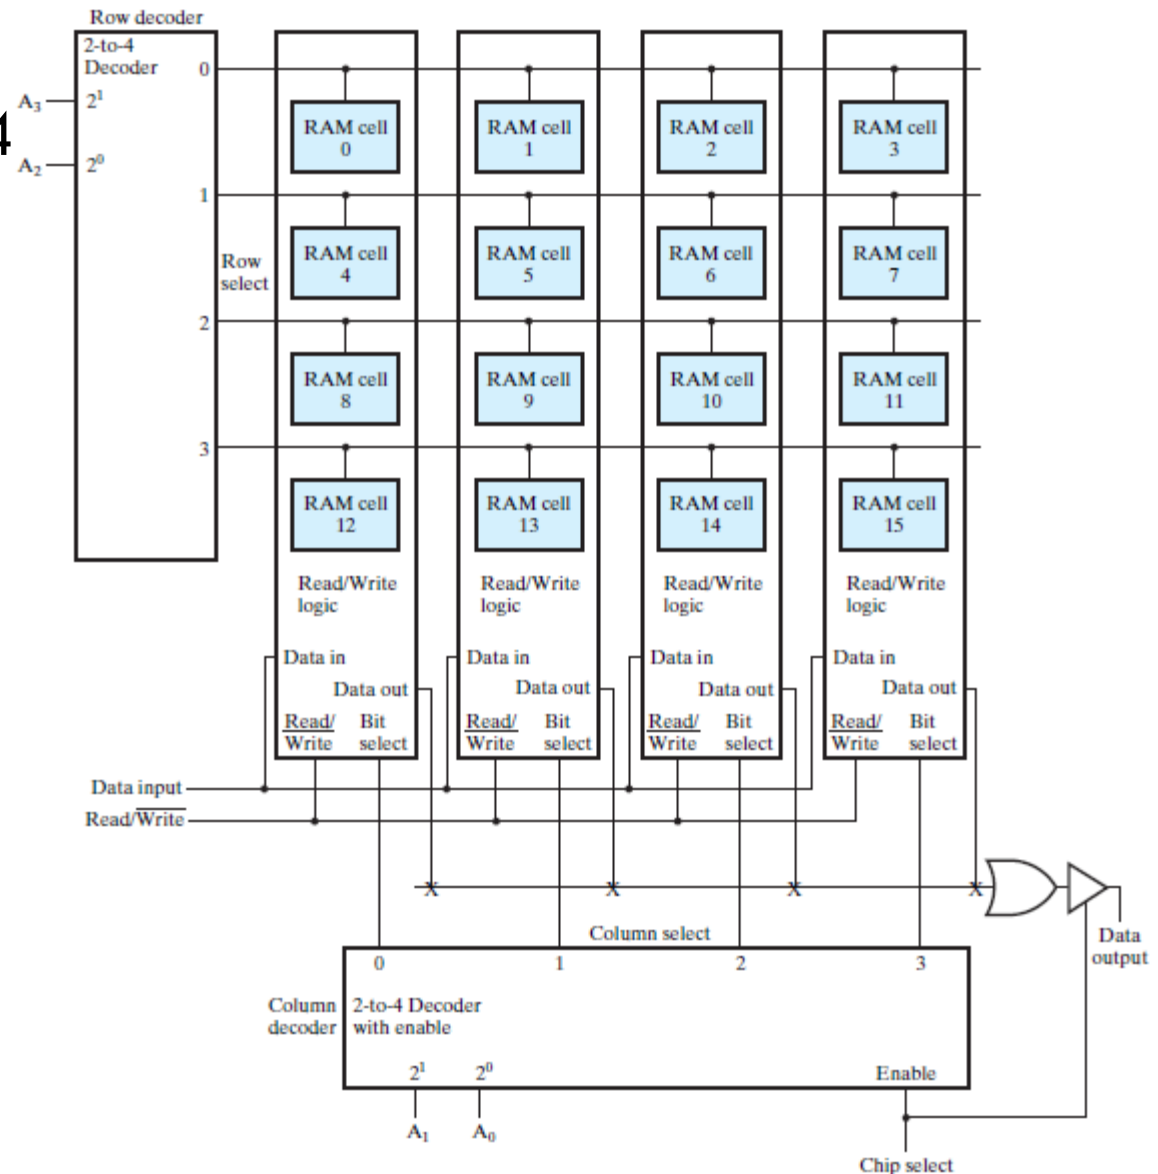 Row decoder
2-to-4
Decoder
0
A₃
2¹
4
A₂
2⁰
RAM cell
0
RAM cell
1
RAM cell
2
RAM cell
3
1
Row
select
RAM cell
4
RAM cell
5
RAM cell
6
RAM cell
7
2
RAM cell
8
RAM cell
9
RAM cell
10
RAM cell
11
3
RAM cell
12
RAM cell
13
RAM cell
14
RAM cell
15
Read/Write
logic
Read/Write
logic
Read/Write
logic
Read/Write
logic
Data in
Data in
Data in
Data in
Data out
Data out
Data out
Data out
Read/
Write
Bit
select
Read/
Write
Bit
select
Read/
Write
Bit
select
Read/
Write
Bit
select
Data input
Read/W̅r̅i̅t̅e̅
X
X
X
X
Data
output
Column select
0
1
2
3
Column
decoder
2-to-4 Decoder
with enable
2¹
2⁰
Enable
A₁
A₀
Chip select